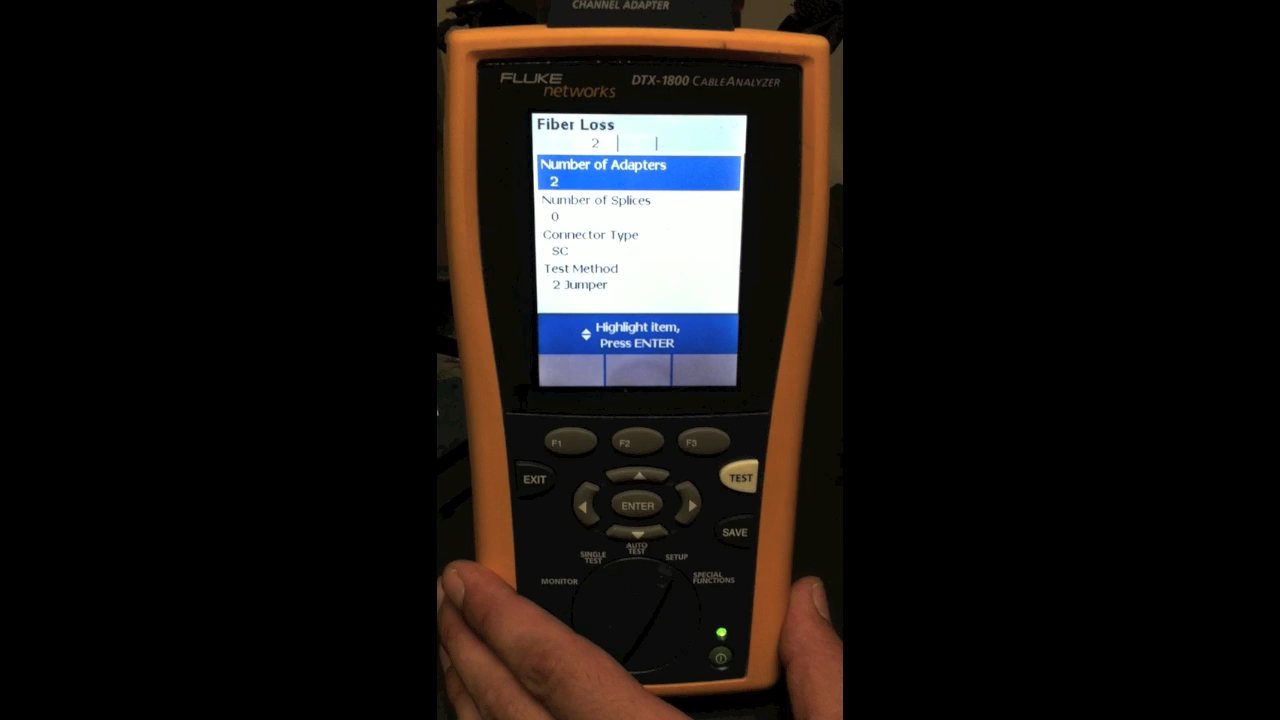 CHANNEL ADAPTER
FLUKE
networks
DTX-1800 CABLEANALYZER
Fiber Loss
2
Number of Adapters
2
Number of Splices
0
Connector Type
SC
Test Method
2 Jumper
Highlight item,
Press ENTER
F1 F2 F3
EXIT
TEST
ENTER
SAVE
MONITOR
SINGLE
TEST
AUTO
TEST
SETUP
SPECIAL
FUNCTIONS